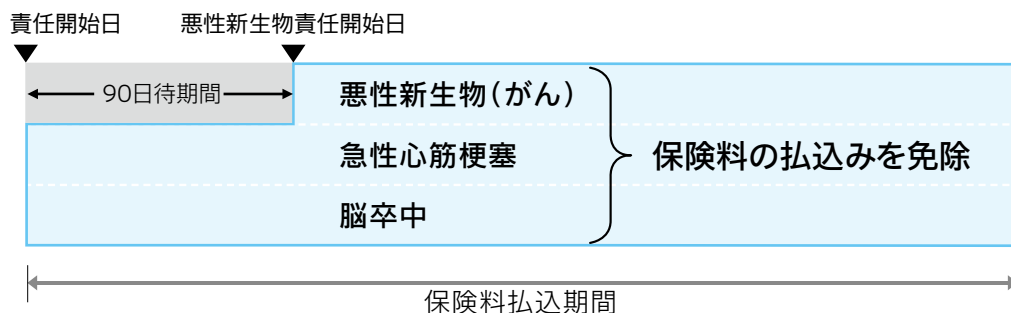 責任開始日 悪性新生物責任開始日
90日待期間
悪性新生物（がん）
急性心筋梗塞
脳卒中
保険料の払込みを免除
保険料払込期間